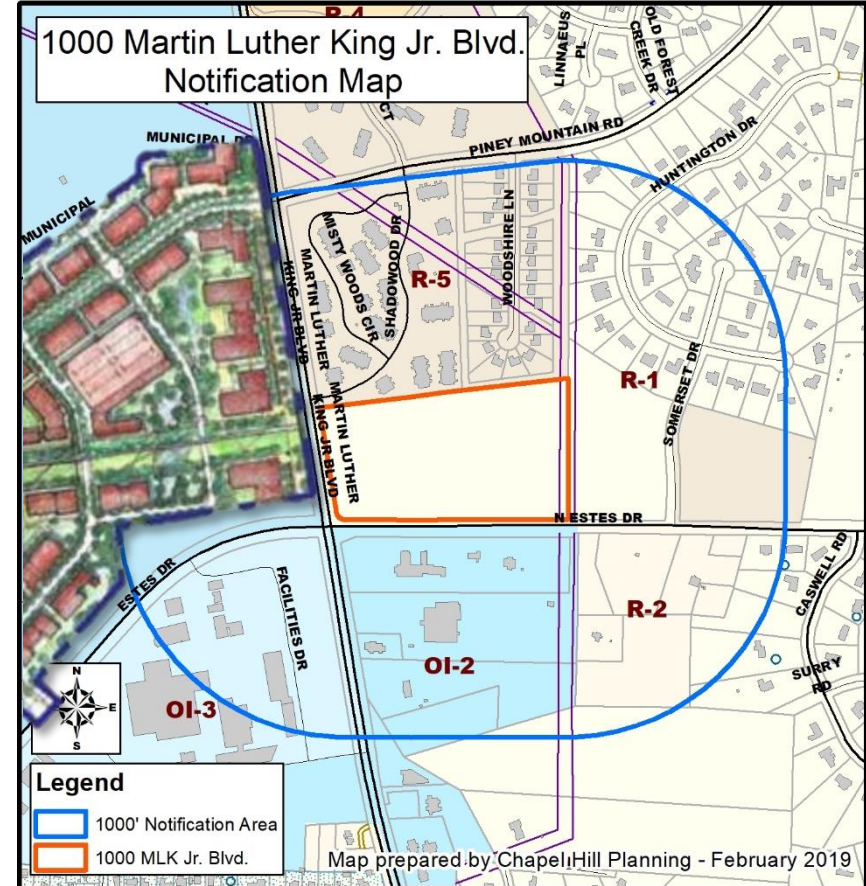 R-4
1000 Martin Luther King Jr. Blvd.
Notification Map
LINNAEUS
PL
OLD FOREST
CREEK DR
CT
MUNICIPAL DR
PINEY MOUNTAIN RD
HUNTINGTON DR
MUNICIPAL
MISTY WOODS CIR
SHADOWOOD DR
WOODSHIRE LN
R-5
MARTIN LUTHER
KING JR BLVD
R-1
SOMERSET DR
MARTIN LUTHER
KING JR BLVD
N ESTES DR
ESTES DR
FACILITIES DR
CASWELL RD
R-2
OI-2
SURRY
RD
OI-3
N
E
S
Legend
1000' Notification Area
1000 MLK Jr. Blvd.
Map prepared by Chapel Hill Planning - February 2019